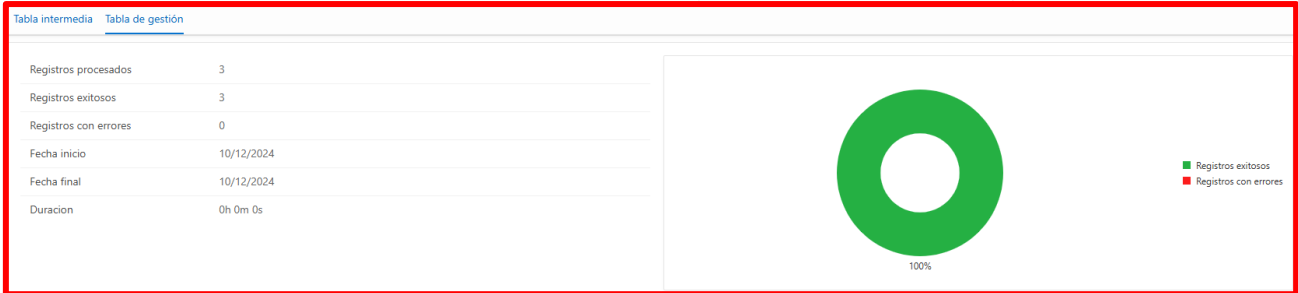 Tabla intermedia Tabla de gestión
Registros procesados 3
Registros exitosos 3
Registros con errores 0
Fecha inicio 10/12/2024
Fecha final 10/12/2024
Duracion 0h 0m 0s
100%
Registros exitosos
Registros con errores